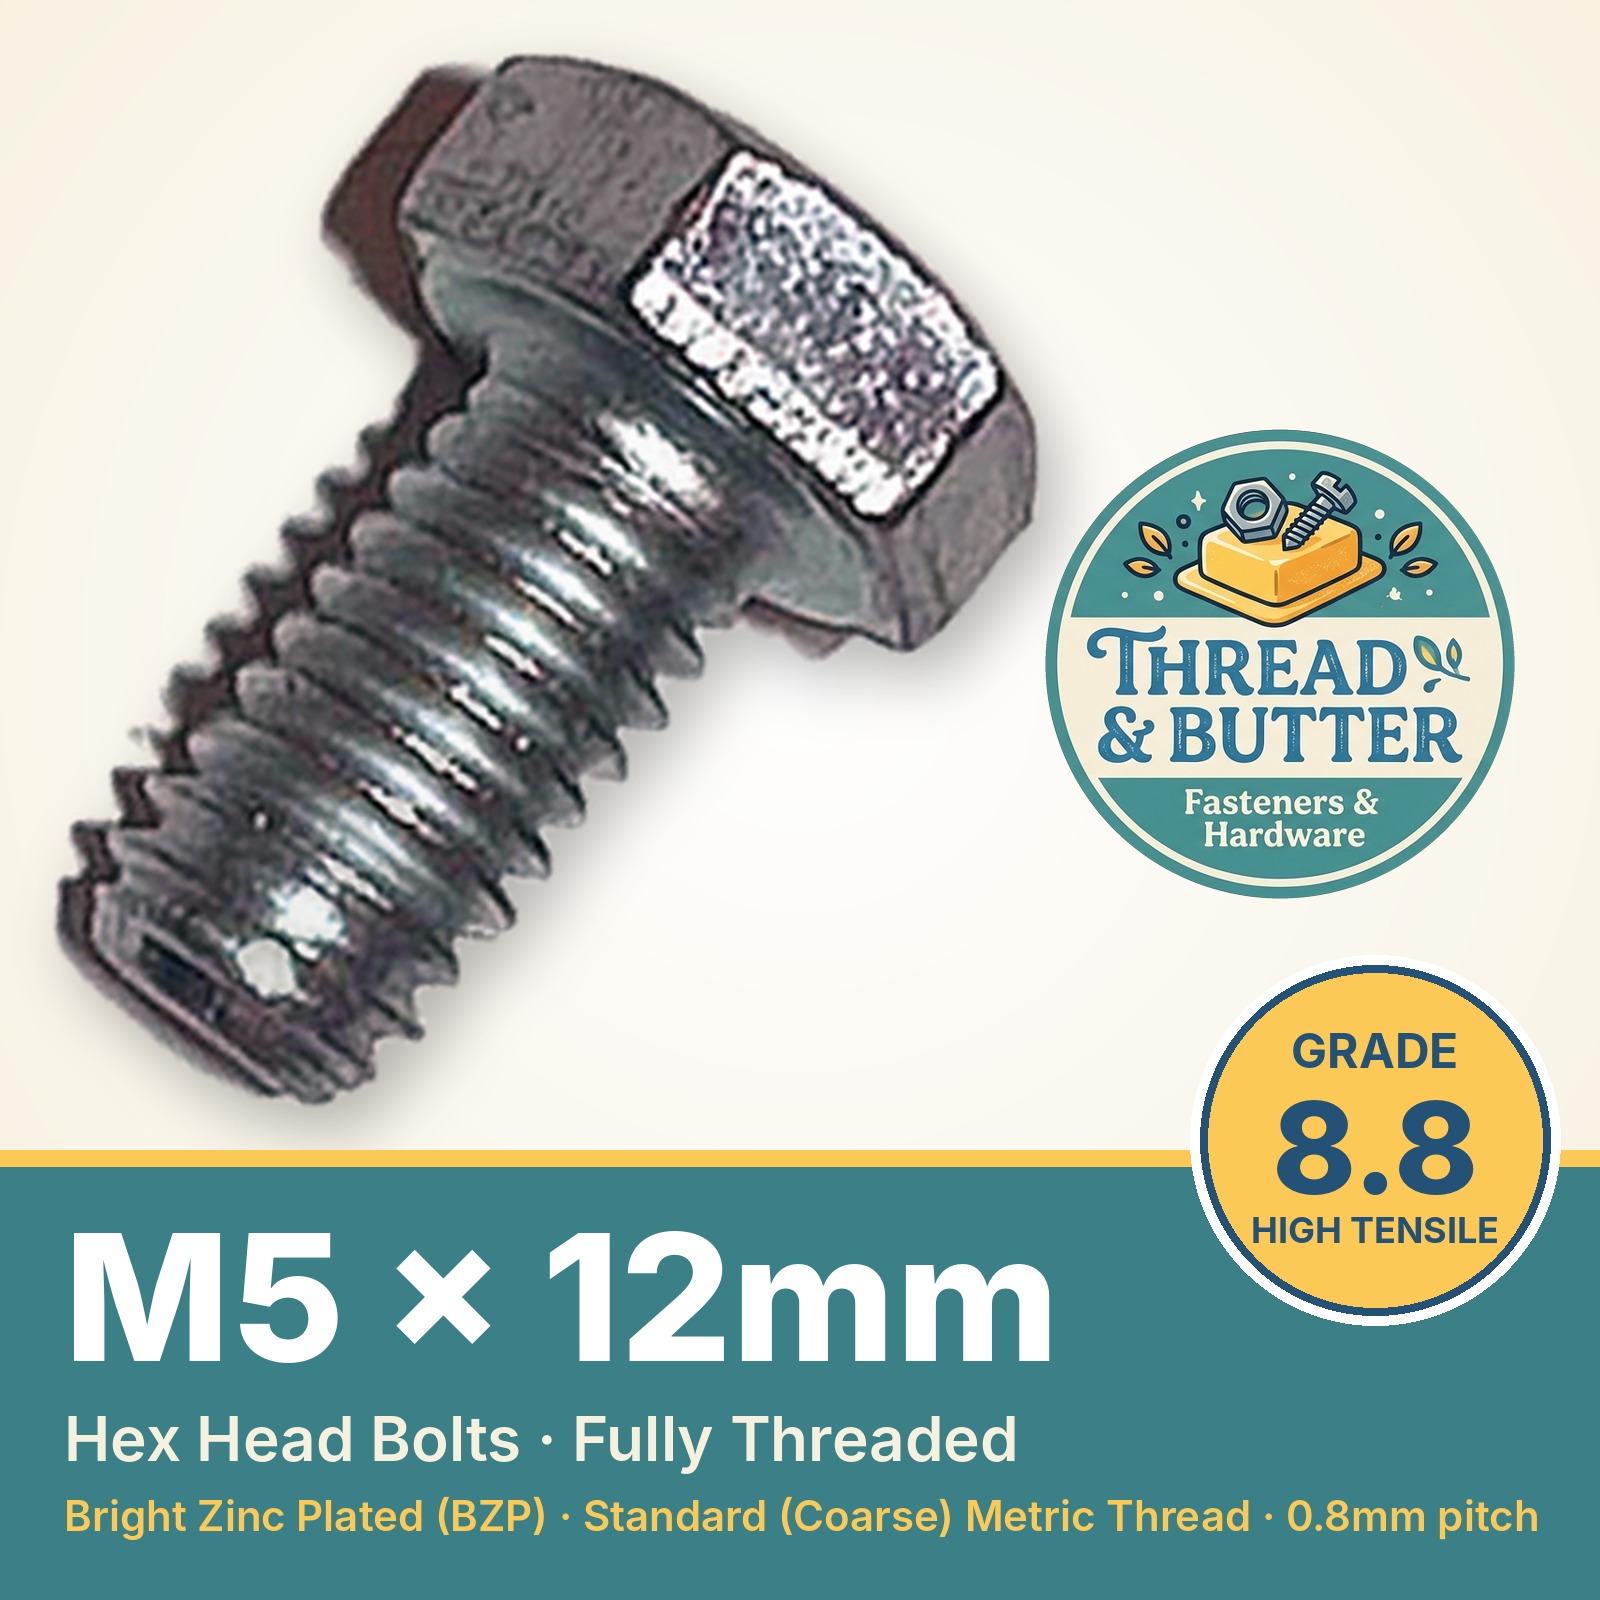 THREAD
& BUTTER
Fasteners &
Hardware
GRADE
8.8
HIGH TENSILE
M5 × 12mm
Hex Head Bolts · Fully Threaded
Bright Zinc Plated (BZP) · Standard (Coarse) Metric Thread · 0.8mm pitch